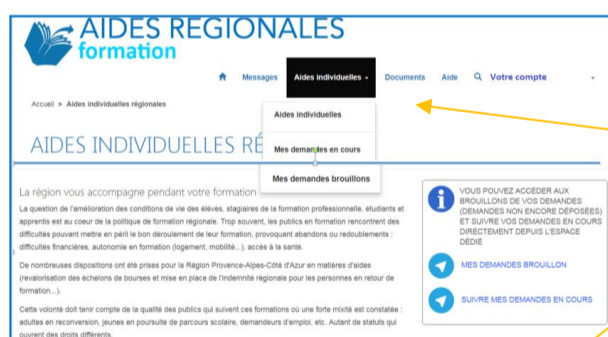 AIDES REGIONALES
formation
Messages Aides individuelles Documents Aide Votre compte
Accueil > Aides individuelles régionales
Aides individuelles
AIDES INDIVIDUELLES RÉ
Mes demandes en cours
Mes demandes brouillons
La région vous accompagne pendant votre formation
La question de l'amélioration des conditions de vie des élèves, stagiaires de la formation professionnelle, étudiants et
apprentis est au coeur de la politique de formation régionale. Trop souvent, les publics en formation rencontrent des
difficultés pouvant mettre en péril le bon déroulement de leur formation, provoquant abandons ou redoublements :
difficultés financières, autonomie en formation (logement, mobilité...), accès à la santé.
De nombreuses dispositions ont été prises pour la Région Provence-Alpes-Côte d'Azur en matières d'aides
(revalorisation des échelons de bourses et mise en place de l'indemnité régionale pour les personnes en retour de
formation...).
Cette volonté doit tenir compte de la qualité des publics qui suivent ces formations où une forte mixité est constatée :
adultes en reconversion, jeunes en poursuite de parcours scolaire, demandeurs d'emploi, etc. Autant de statuts qui
ouvrent des droits différents.
VOUS POUVEZ ACCEDER AUX
BROUILLONS DE VOS DEMANDES
(DEMANDES NON ENCORE DÉPOSÉES)
ET SUIVRE VOS DEMANDES EN COURS
DIRECTEMENT DEPUIS L'ESPACE
DÉDIÉ
MES DEMANDES BROUILLON
SUIVRE MES DEMANDES EN COURS